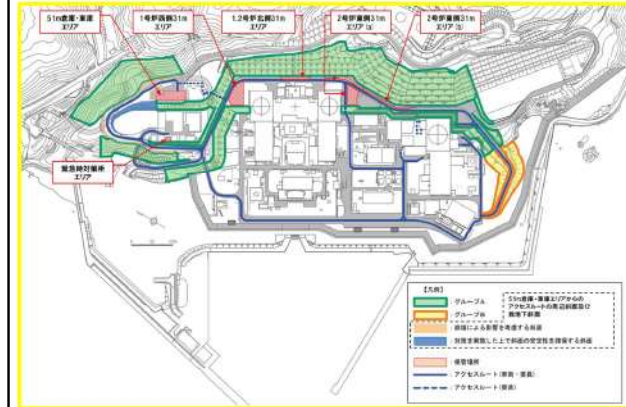 51m倉庫・車庫
エリア
1号炉西側31m
エリア
1,2号炉北側31m
エリア
2号炉東側31m
エリア(a)
2号炉東側31m
エリア(b)
緊急時対策所
エリア
【凡例】
:グループA
:グループB
51m倉庫・車庫エリアからの
アクセスルートの周辺斜面及び
敷地下斜面
:崩壊による影響を考慮する斜面
:対策を実施した上で斜面の安定性を確保する斜面
:保管場所
:アクセスルート(車両・要員)
:アクセスルート(要員)